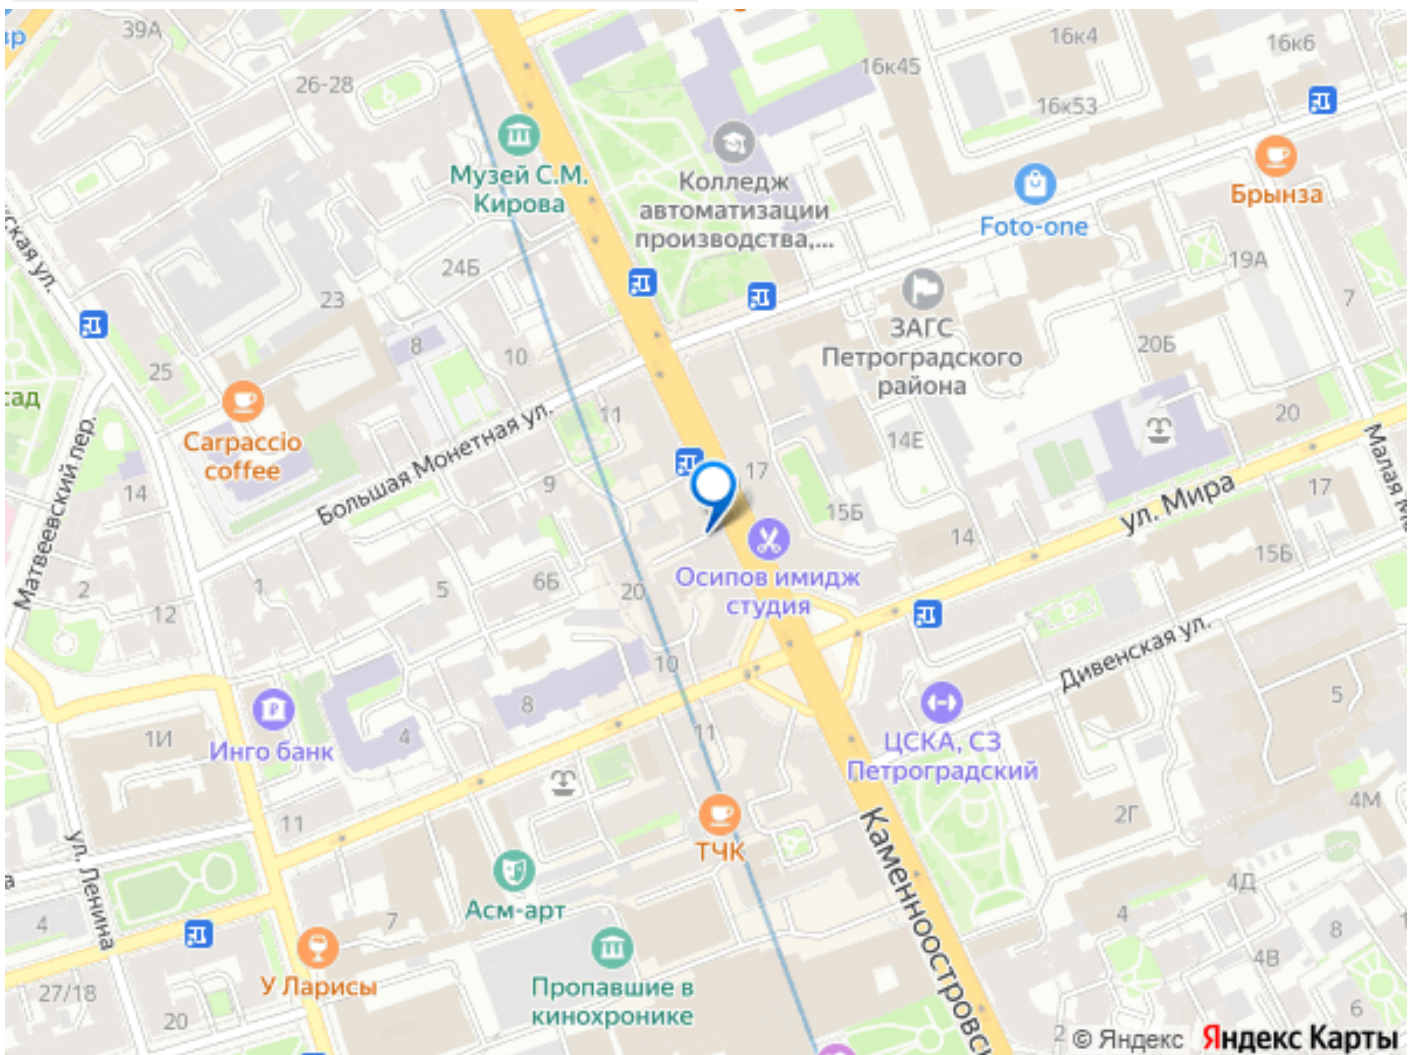 39А
16к4
16к6
16к45
26-28
16к53
Музей С.М.
Кирова
Колледж
автоматизации
производства,...
Брынза
Foto-one
24Б
19А
23
ЗАГС
Петроградского
района
7
8
10
20Б
25
сад
Carpaccio
coffee
11
20
14Е
Матвеевский пер.
Большая Монетная ул.
14
9
17
15Б
ул. Мира
17
14
15Б
Осипов имидж
студия
2
1
5
6Б
20
12
Дивенская ул.
10
8
5
1И
Инго банк
4
11
ЦСКА, СЗ
Петроградский
4М
2Г
11
ТЧК
ул. Ленина
Каменноостровс
4Д
Асм-арт
4
7
4
8
4В
У Ларисы
Пропавшие в
кинохронике
27/18
20
6
2
© Яндекс Яндекс Карты